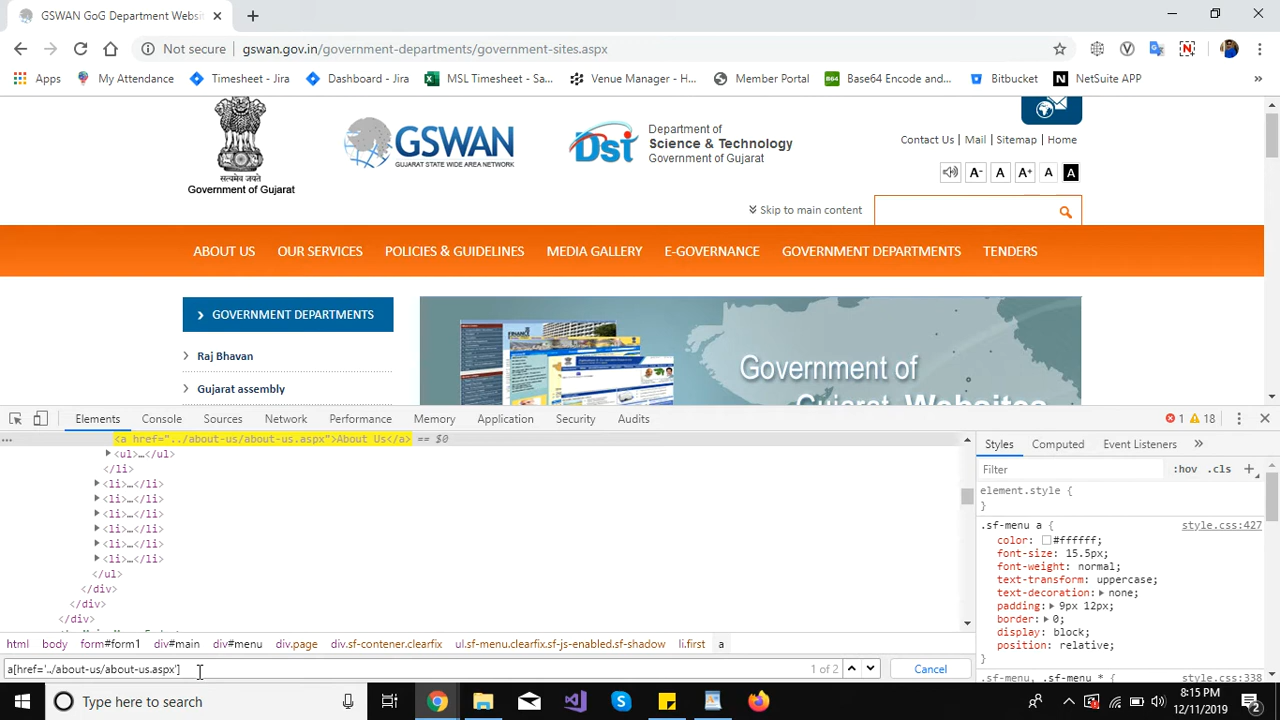 GSWAN GoG Department Websi
Not secure
gswan.gov.in/government-departments/government-sites.aspx
Apps
My Attendance
Timesheet - Jira
Dashboard - Jira
MSL Timesheet - Sa...
Venue Manager - H...
Member Portal
B64
Base64 Encode and...
Bitbucket
N
NetSuite APP
»
सत्यमेव जयते
Government of Gujarat
GSWAN
GUJARAT STATE WIDE AREA NETWORK
Dst
Department of
Science & Technology
Government of Gujarat
Contact Us | Mail | Sitemap | Home
A- A A+ A A
Skip to main content
ABOUT US
OUR SERVICES
POLICIES & GUIDELINES
MEDIA GALLERY
E-GOVERNANCE
GOVERNMENT DEPARTMENTS
TENDERS
GOVERNMENT DEPARTMENTS
Raj Bhavan
Gujarat assembly
FINANCE
Government of
Gujarat Websites
Elements
Console
Sources
Network
Performance
Memory
Application
Security
Audits
1
18
... <a href="../about-us/about-us.aspx">About Us</a> == $0
<ul>…</ul>
</li>
<li>…</li>
<li>…</li>
<li>…</li>
<li>…</li>
<li>…</li>
<li>…</li>
</ul>
</div>
</div>
</div>
html body form#form1 div#main div#menu div.page div.sf-contener.clearfix ul.sf-menu.clearfix.sf-js-enabled.sf-shadow li.first a
a[href='../about-us/about-us.aspx']
1 of 2
Cancel
Styles
Computed
Event Listeners
»
Filter
:hov .cls +
element.style {
}
.sf-menu a {
style.css:427
color: #ffffff;
font-size: 15.5px;
font-weight: normal;
text-transform: uppercase;
text-decoration: none;
padding: 9px 12px;
border: 0;
display: block;
position: relative;
}
.sf-menu, .sf-menu * {
style.css:338
Type here to search
8:15 PM
12/11/2019
2